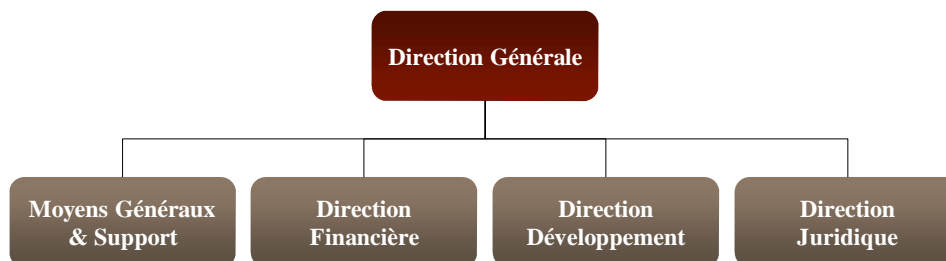 Direction Générale
Moyens Généraux
& Support
Direction
Financière
Direction
Développement
Direction
Juridique